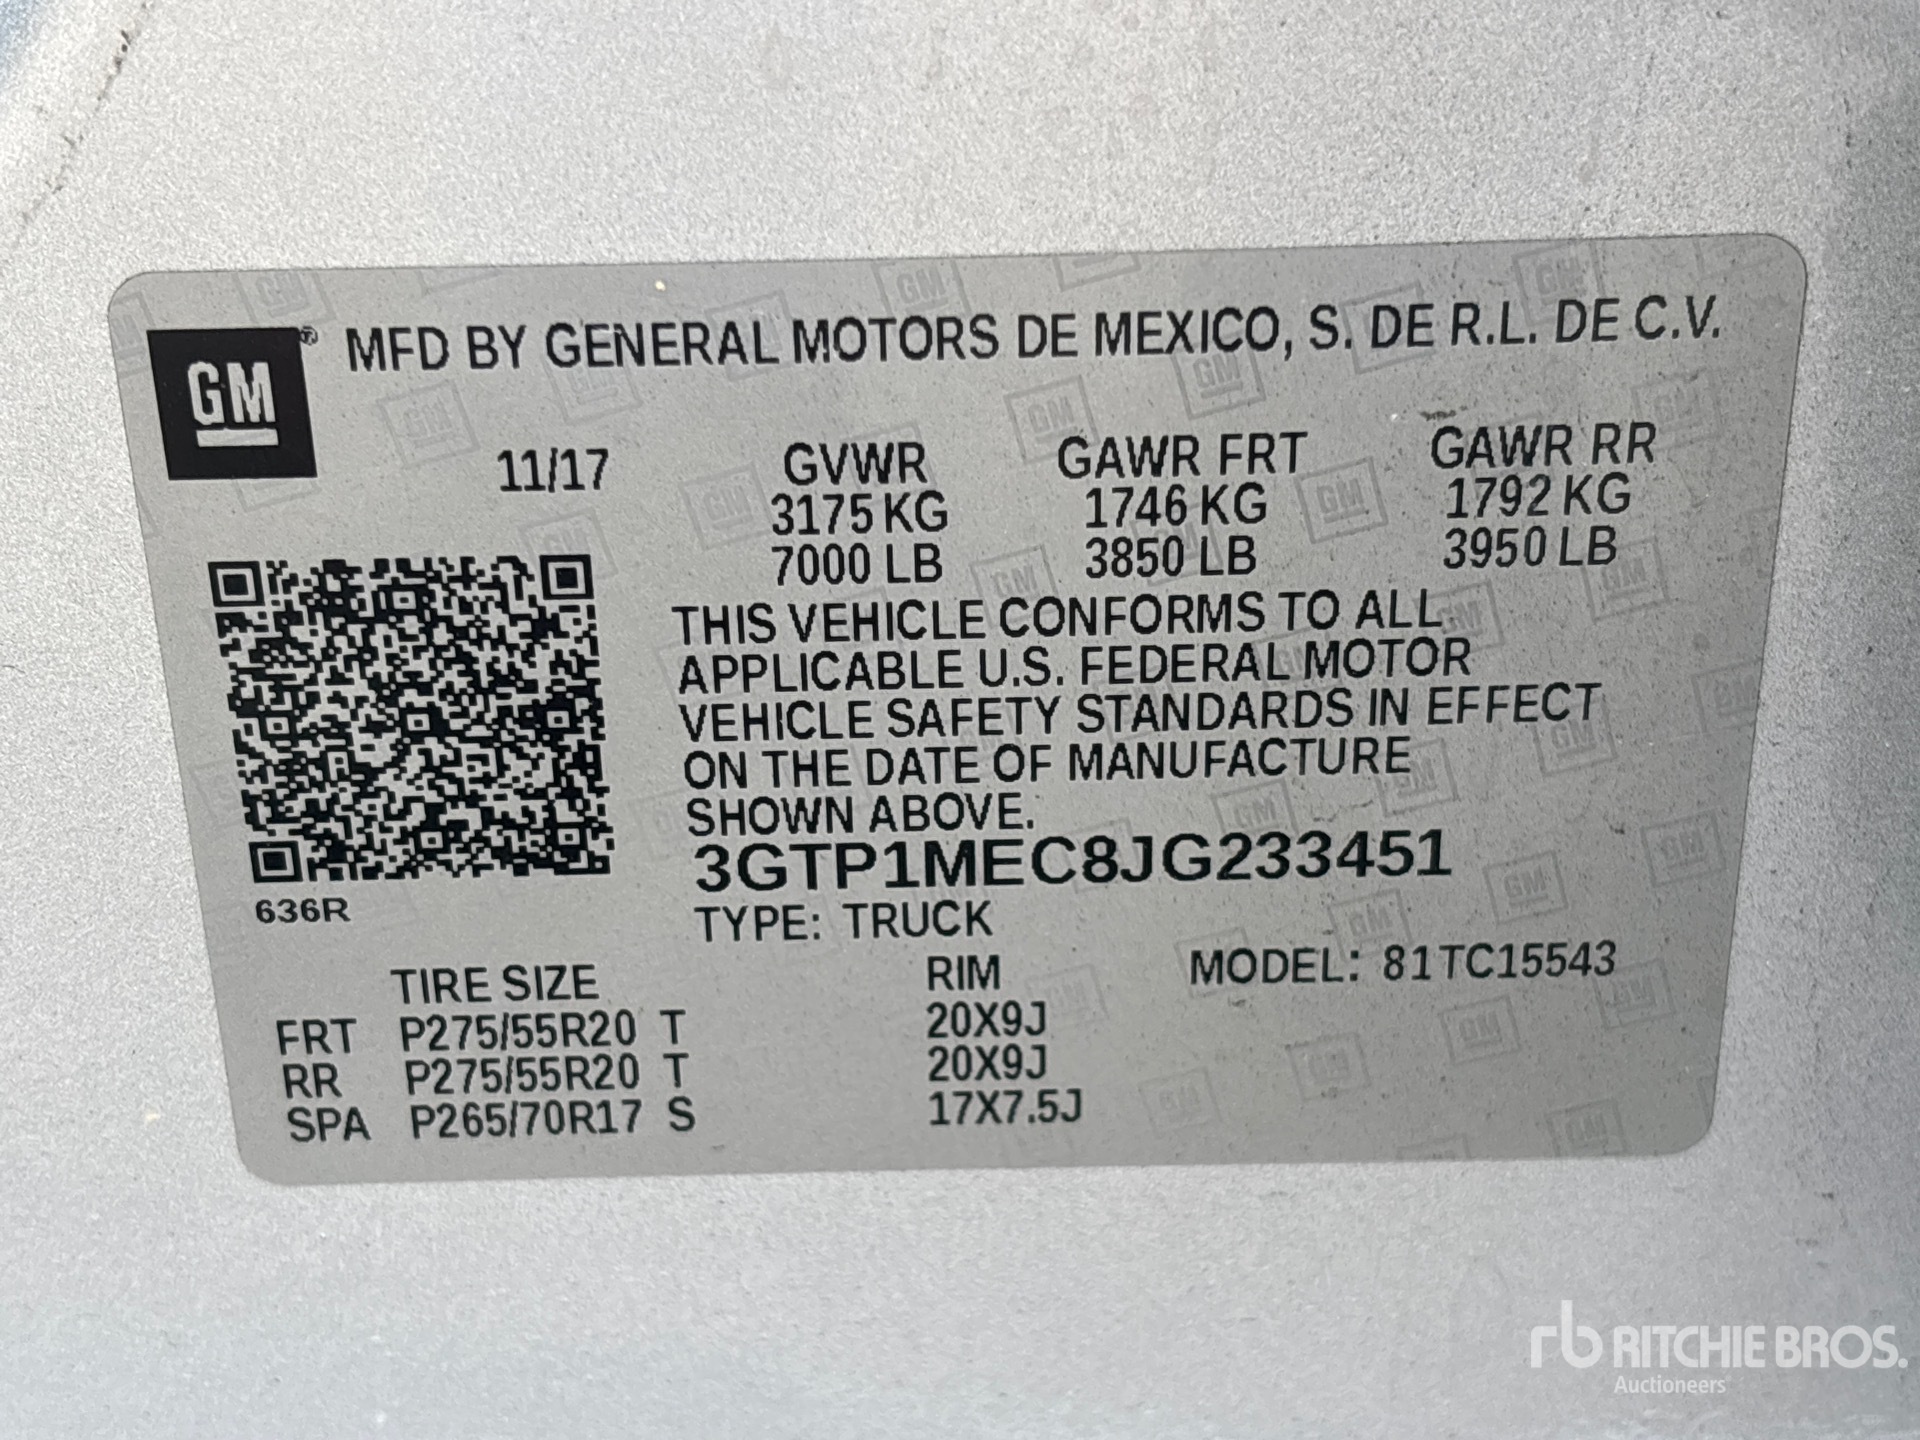 GM ® MFD BY GENERAL MOTORS DE MEXICO, S. DE R.L. DE C.V.
11/17 GVWR GAWR FRT GAWR RR
3175 KG 1746 KG 1792 KG
7000 LB 3850 LB 3950 LB
THIS VEHICLE CONFORMS TO ALL
APPLICABLE U.S. FEDERAL MOTOR
VEHICLE SAFETY STANDARDS IN EFFECT
ON THE DATE OF MANUFACTURE
SHOWN ABOVE.
3GTP1MEC8JG233451
636R
TYPE: TRUCK
TIRE SIZE RIM MODEL: 81TC15543
FRT P275/55R20 T 20X9J
RR P275/55R20 T 20X9J
SPA P265/70R17 S 17X7.5J
rb RITCHIE BROS.
Auctioneers